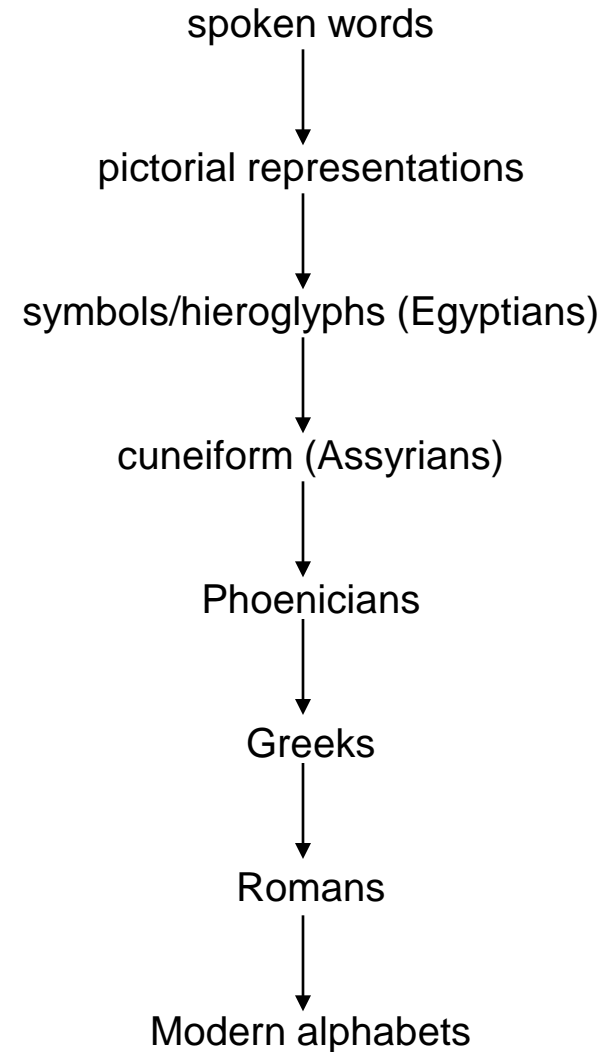 spoken words
pictorial representations
symbols/hieroglyphs (Egyptians)
cuneiform (Assyrians)
Phoenicians
Greeks
Romans
Modern alphabets